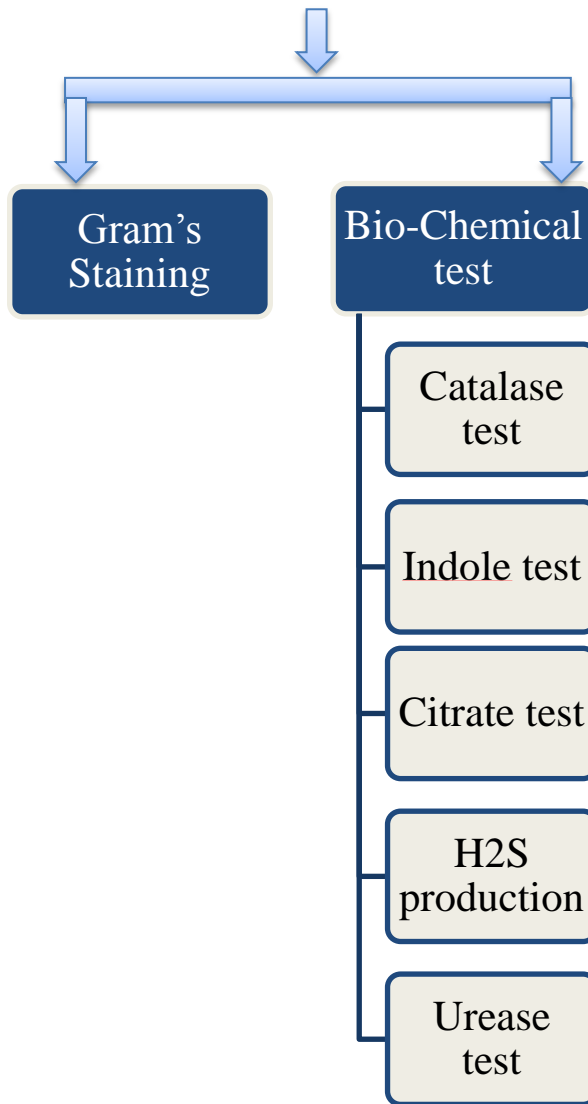 Gram’s
Staining
Bio-Chemical
test
Catalase
test
Indole test
Citrate test
H2S
production
Urease
test